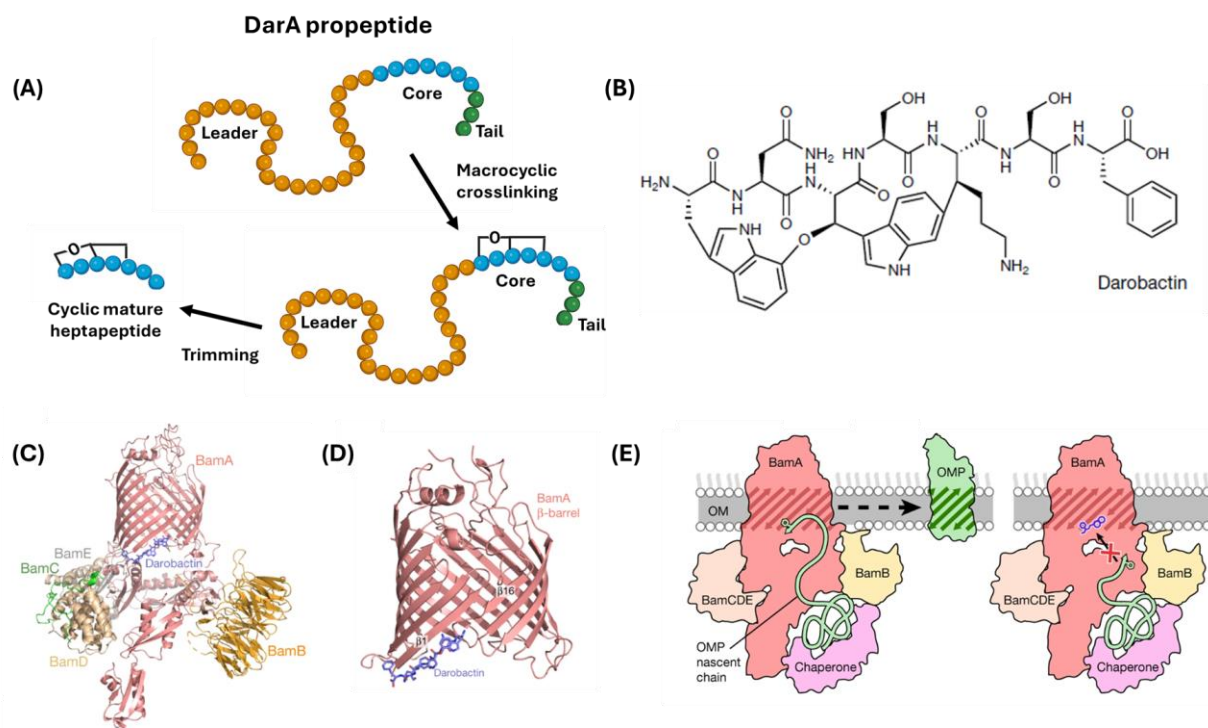 DarA propeptide
(A)
Leader
Core
Tail
Macrocyclic
crosslinking
O
Core
Leader
Tail
Trimming
O
Cyclic mature
heptapeptide
(B)
OH
OH
O
NH₂
O
H
N
O
H
N
O
OH
H₂N
N
H
O
H
N
O
HN
O
N
H
O
N
H
NH
O
NH
NH₂
Darobactin
(C)
BamA
BamE
Darobactin
BamC
BamD
BamB
(D)
BamA
β-barrel
β16
β1
Darobactin
(E)
BamA
OMP
BamA
OM
BamCDE
BamB
BamCDE
BamB
OMP
nascent
chain
Chaperone
Chaperone